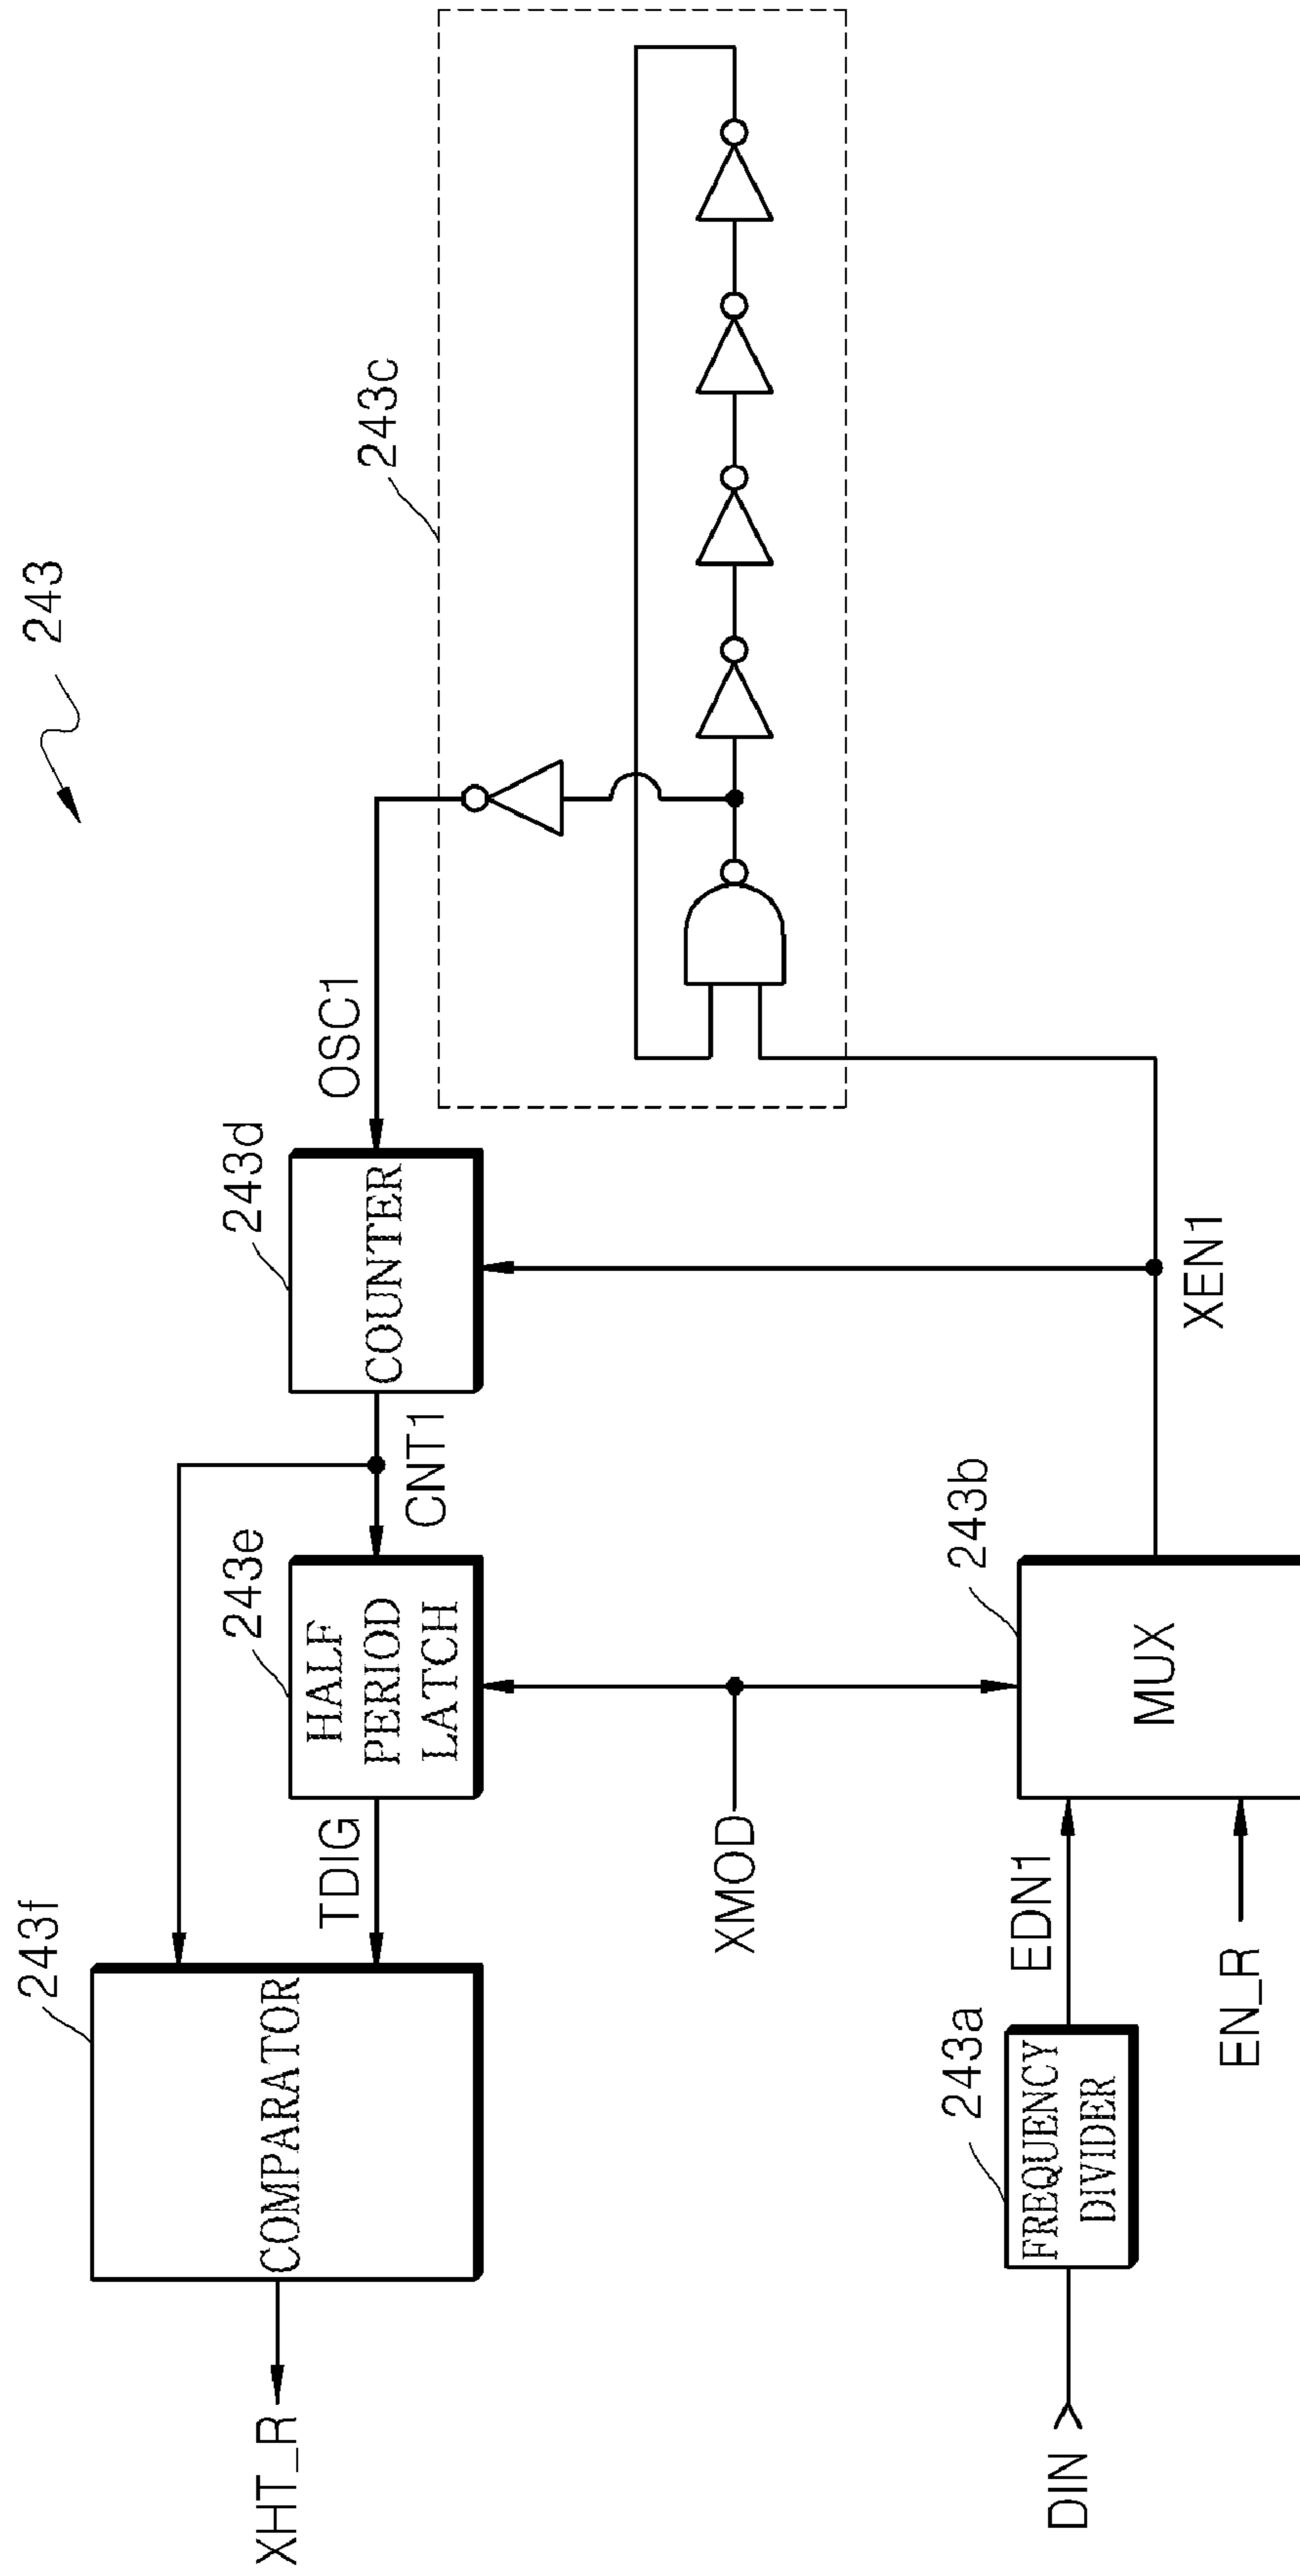 243
243c
OSC1
243d
COUNTER
CNT1
243e
HALF
PERIOD
LATCH
TDIG
243f
COMPARATOR
XHT_R
XMOD
XEN1
243b
MUX
EDN1
EN_R
243a
FREQUENCY
DIVIDER
DIN